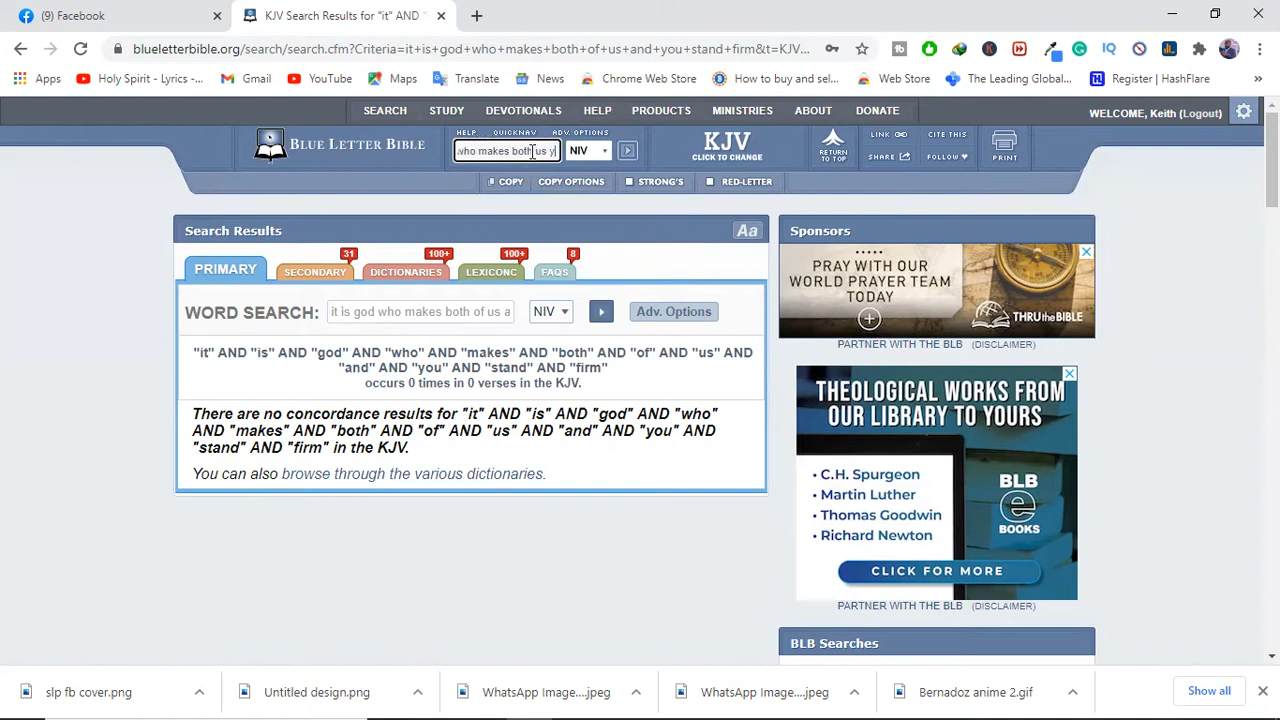 (9) Facebook
KJV Search Results for "it" AND "
blueletterbible.org/search/search.cfm?Criteria=it+is+god+who+makes+both+of+us+and+you+stand+firm&t=KJV...
Apps
Holy Spirit - Lyrics -...
Gmail
YouTube
Maps
Translate
News
Chrome Web Store
How to buy and sel...
Web Store
The Leading Global...
Register | HashFlare
SEARCH STUDY DEVOTIONALS HELP PRODUCTS MINISTRIES ABOUT DONATE
WELCOME, Keith (Logout)
BLUE LETTER BIBLE
HELP QUICKNAV ADV. OPTIONS
who makes both us y
NIV
KJV
CLICK TO CHANGE
RETURN
TO TOP
LINK
SHARE
CITE THIS
FOLLOW
PRINT
COPY COPY OPTIONS STRONG'S RED-LETTER
Search Results
Aa
31 100+ 100+ 8
PRIMARY SECONDARY DICTIONARIES LEXICONC FAQS
WORD SEARCH: it is god who makes both of us a NIV Adv. Options
"it" AND "is" AND "god" AND "who" AND "makes" AND "both" AND "of" AND "us" AND
"and" AND "you" AND "stand" AND "firm"
occurs 0 times in 0 verses in the KJV.
There are no concordance results for "it" AND "is" AND "god" AND "who"
AND "makes" AND "both" AND "of" AND "us" AND "and" AND "you" AND
"stand" AND "firm" in the KJV.
You can also browse through the various dictionaries.
Sponsors
PRAY WITH OUR
WORLD PRAYER TEAM
TODAY
THRU the BIBLE
PARTNER WITH THE BLB (DISCLAIMER)
THEOLOGICAL WORKS FROM
OUR LIBRARY TO YOURS
• C.H. Spurgeon
• Martin Luther
• Thomas Goodwin
• Richard Newton
BLB
e
BOOKS
CLICK FOR MORE
PARTNER WITH THE BLB (DISCLAIMER)
BLB Searches
slp fb cover.png
Untitled design.png
WhatsApp Image....jpeg
WhatsApp Image....jpeg
Bernadoz anime 2.gif
Show all